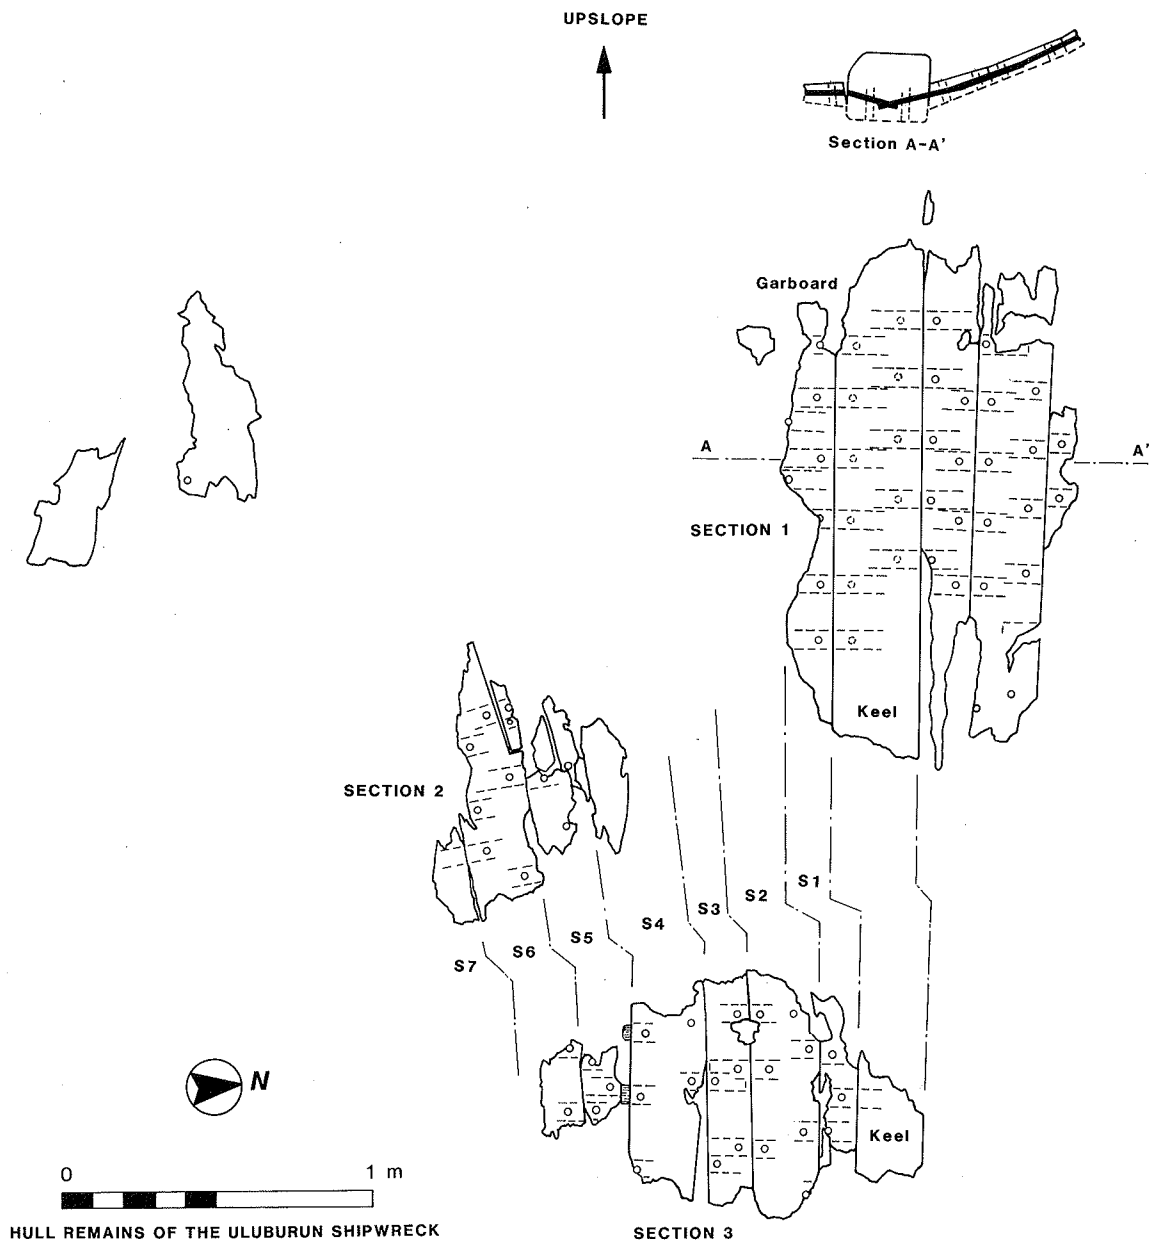 UPSLOPE
Section A-A'
Garboard
A
A'
SECTION 1
Keel
SECTION 2
S1
S2
S3
S4
S5
S6
S7
N
Keel
0 1 m
HULL REMAINS OF THE ULUBURUN SHIPWRECK
SECTION 3